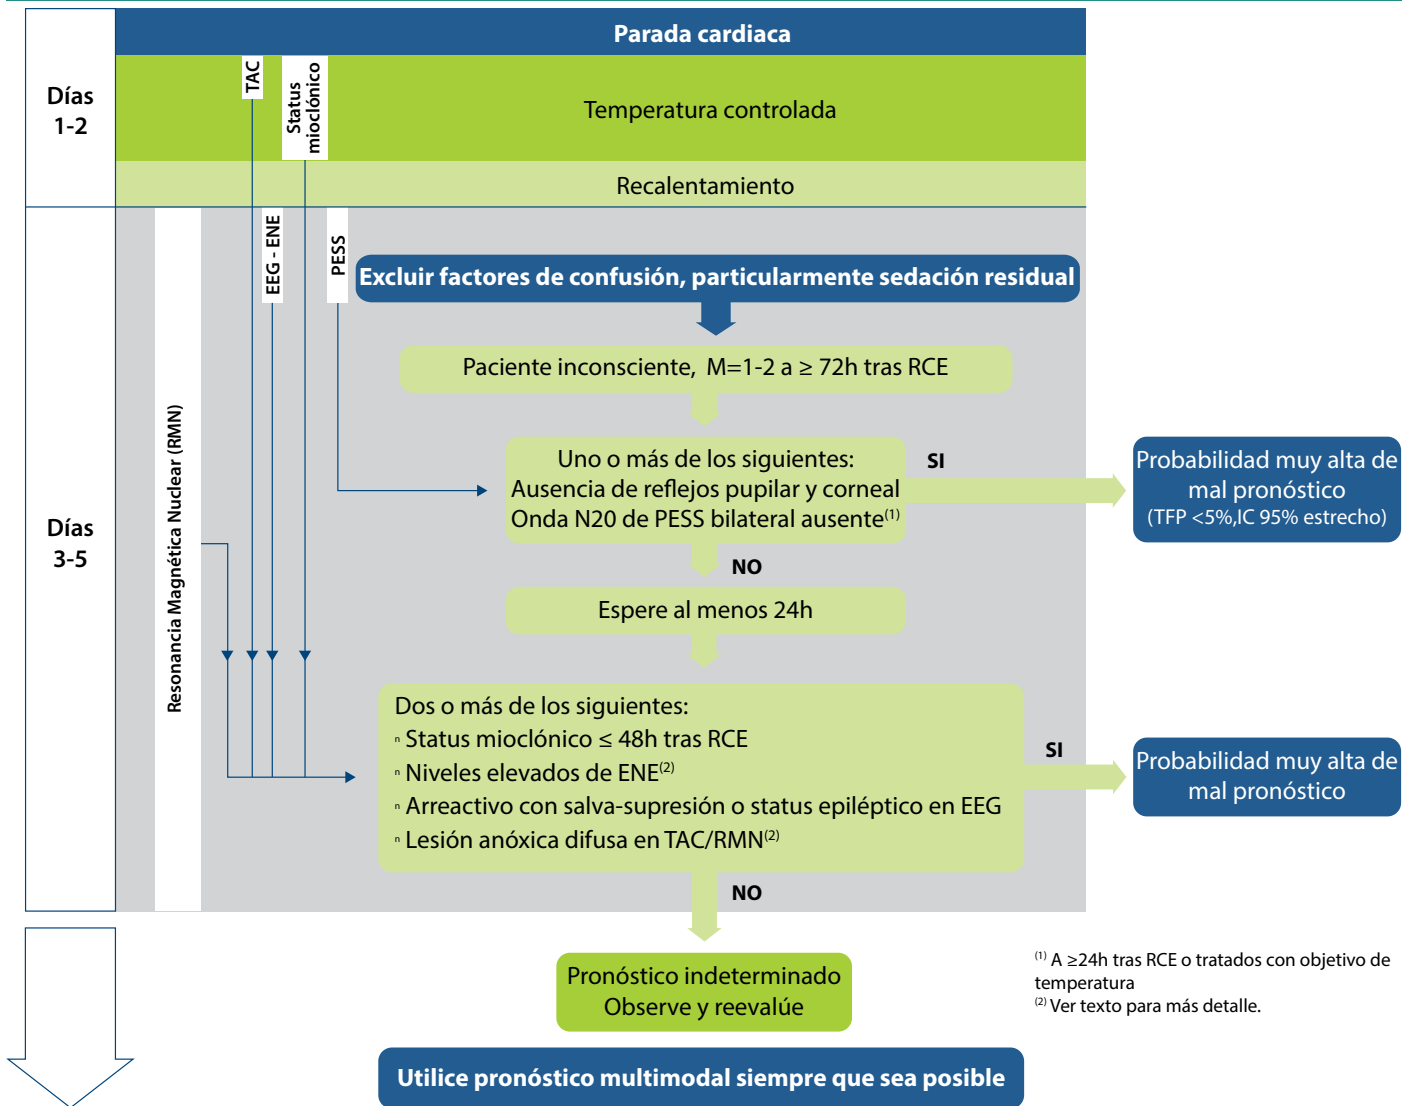 Parada cardiaca
Días
1-2
TAC
Status
mioclónico
Temperatura controlada
Recalentamiento
Días
3-5
Resonancia Magnética Nuclear (RMN)
EEG - ENE
PESS
Excluir factores de confusión, particularmente sedación residual
Paciente inconsciente, M=1-2 a ≥ 72h tras RCE
Uno o más de los siguientes:
Ausencia de reflejos pupilar y corneal
Onda N20 de PESS bilateral ausente(1)
SI
Probabilidad muy alta de
mal pronóstico
(TFP <5%,IC 95% estrecho)
NO
Espere al menos 24h
Dos o más de los siguientes:
n Status mioclónico ≤ 48h tras RCE
n Niveles elevados de ENE(2)
n Arreactivo con salva-supresión o status epiléptico en EEG
n Lesión anóxica difusa en TAC/RMN(2)
SI
Probabilidad muy alta de
mal pronóstico
NO
Pronóstico indeterminado
Observe y reevalúe
(1) A ≥24h tras RCE o tratados con objetivo de
temperatura
(2) Ver texto para más detalle.
Utilice pronóstico multimodal siempre que sea posible